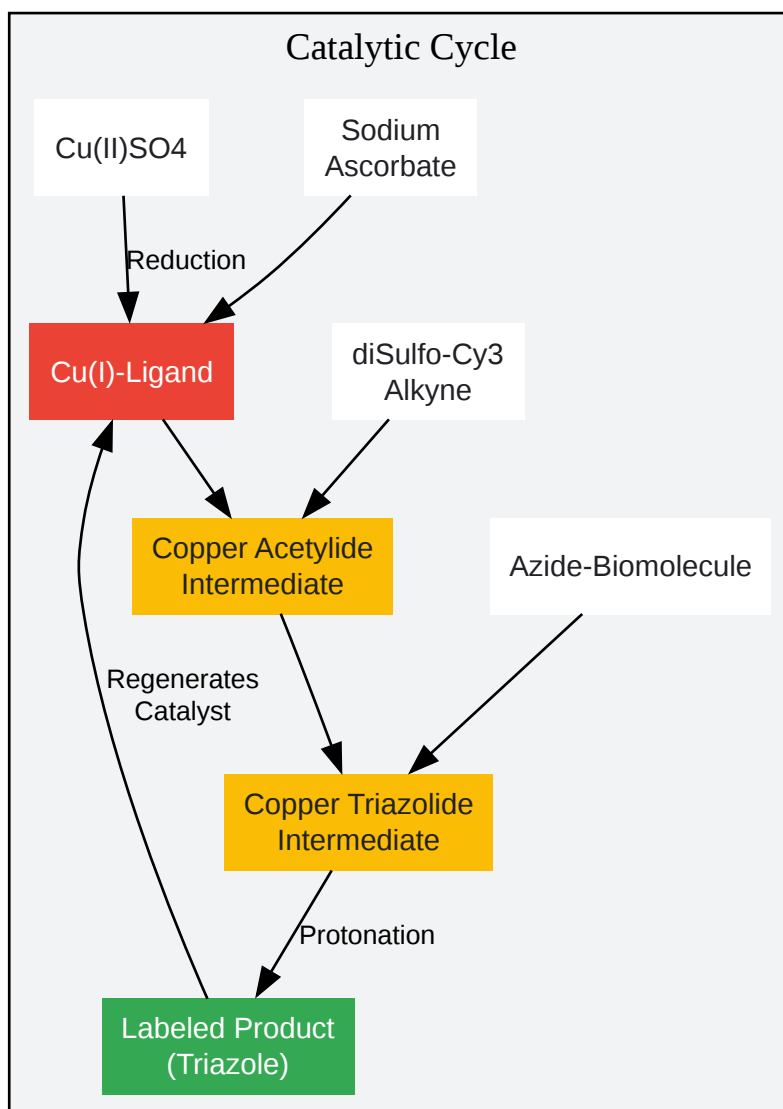 Catalytic Cycle
Cu(II)SO4
Sodium
Ascorbate
Reduction
Cu(I)-Ligand
diSulfo-Cy3
Alkyne
Copper Acetylide
Intermediate
Azide-Biomolecule
Regenerates
Catalyst
Copper Triazolide
Intermediate
Protonation
Labeled Product
(Triazole)